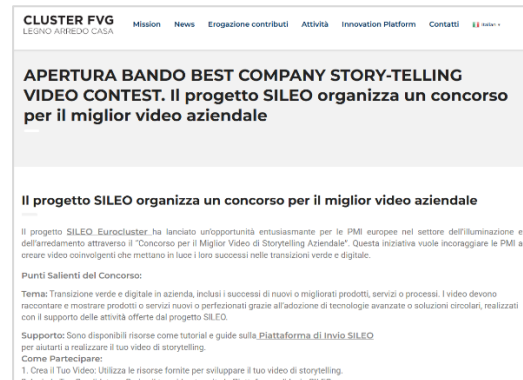 CLUSTER FVG
LEGNO ARREDO CASA
Mission News Erogazione contributi Attività Innovation Platform Contatti Italian
APERTURA BANDO BEST COMPANY STORY-TELLING
VIDEO CONTEST. Il progetto SILEO organizza un concorso
per il miglior video aziendale
Il progetto SILEO organizza un concorso per il miglior video aziendale
Il progetto SILEO Eurocluster ha lanciato un'opportunità entusiasmante per le PMI europee nel settore dell'illuminazione e
dell'arredamento attraverso il "Concorso per il Miglior Video di Storytelling Aziendale". Questa iniziativa vuole incoraggiare le PMI a
creare video coinvolgenti che mettano in luce i loro successi nelle transizioni verde e digitale.
Punti Salienti del Concorso:
Tema: Transizione verde e digitale in azienda, inclusi i successi di nuovi o migliorati prodotti, servizi o processi. I video devono
raccontare e mostrare prodotti o servizi nuovi o perfezionati grazie all'adozione di tecnologie avanzate o soluzioni circolari, realizzati
con il supporto delle attività offerte dal progetto SILEO.
Supporto: Sono disponibili risorse come tutorial e guide sulla Piattaforma di Invio SILEO
per aiutarti a realizzare il tuo video di storytelling.
Come Partecipare:
1. Crea il Tuo Video: Utilizza le risorse fornite per sviluppare il tuo video di storytelling.